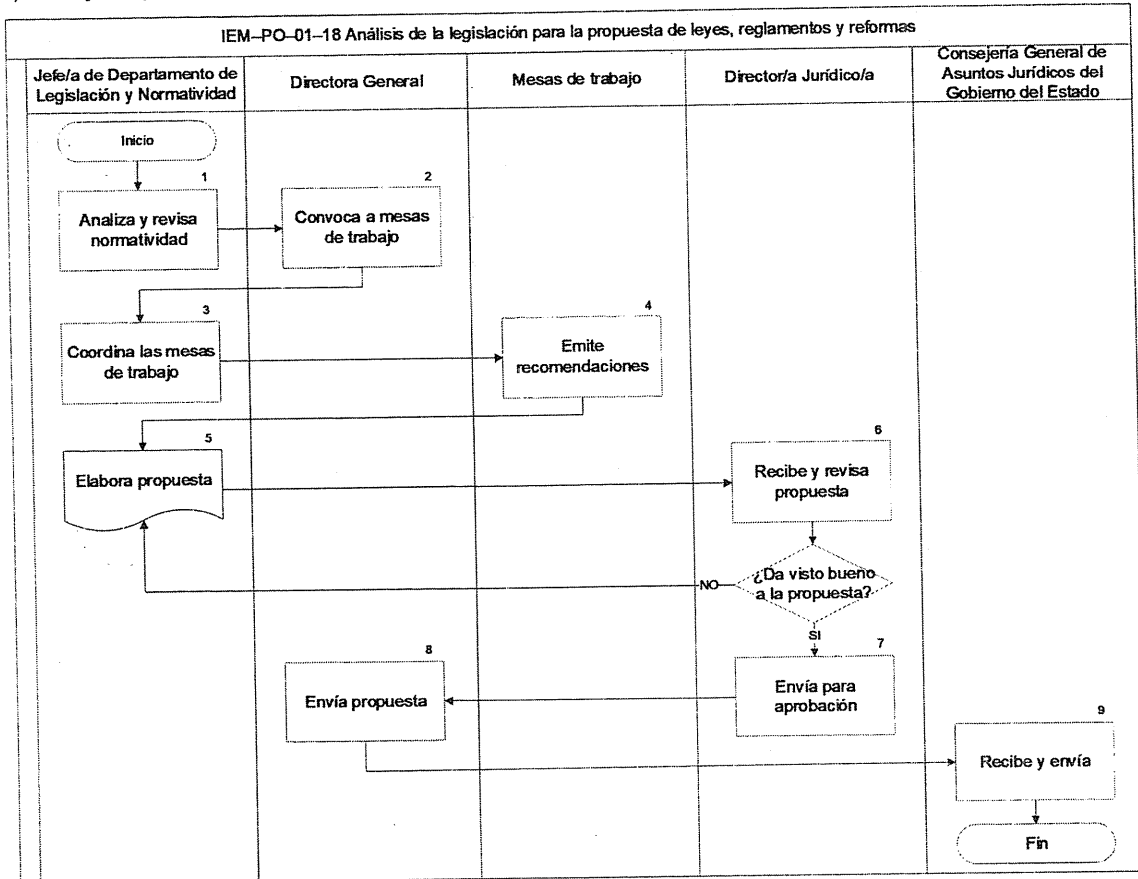 IEM–PO–01–18 Análisis de la legislación para la propuesta de leyes, reglamentos y reformas
Jefe/a de Departamento de
Legislación y Normatividad
Directora General
Mesas de trabajo
Director/a Jurídico/a
Consejería General de
Asuntos Jurídicos del
Gobierno del Estado
Inicio
1
Analiza y revisa
normatividad
2
Convoca a mesas
de trabajo
3
Coordina las mesas
de trabajo
4
Emite
recomendaciones
5
Elabora propuesta
6
Recibe y revisa
propuesta
¿Da visto bueno
a la propuesta?
NO
SI
7
Envía para
aprobación
8
Envía propuesta
9
Recibe y envía
Fin